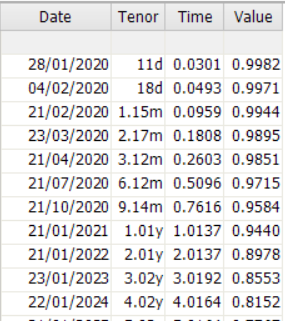 Date Tenor Time Value
28/01/2020 11d 0.0301 0.9982
04/02/2020 18d 0.0493 0.9971
21/02/2020 1.15m 0.0959 0.9944
23/03/2020 2.17m 0.1808 0.9895
21/04/2020 3.12m 0.2603 0.9851
21/07/2020 6.12m 0.5096 0.9715
21/10/2020 9.14m 0.7616 0.9584
21/01/2021 1.01y 1.0137 0.9440
21/01/2022 2.01y 2.0137 0.8978
23/01/2023 3.02y 3.0192 0.8553
22/01/2024 4.02y 4.0164 0.8152